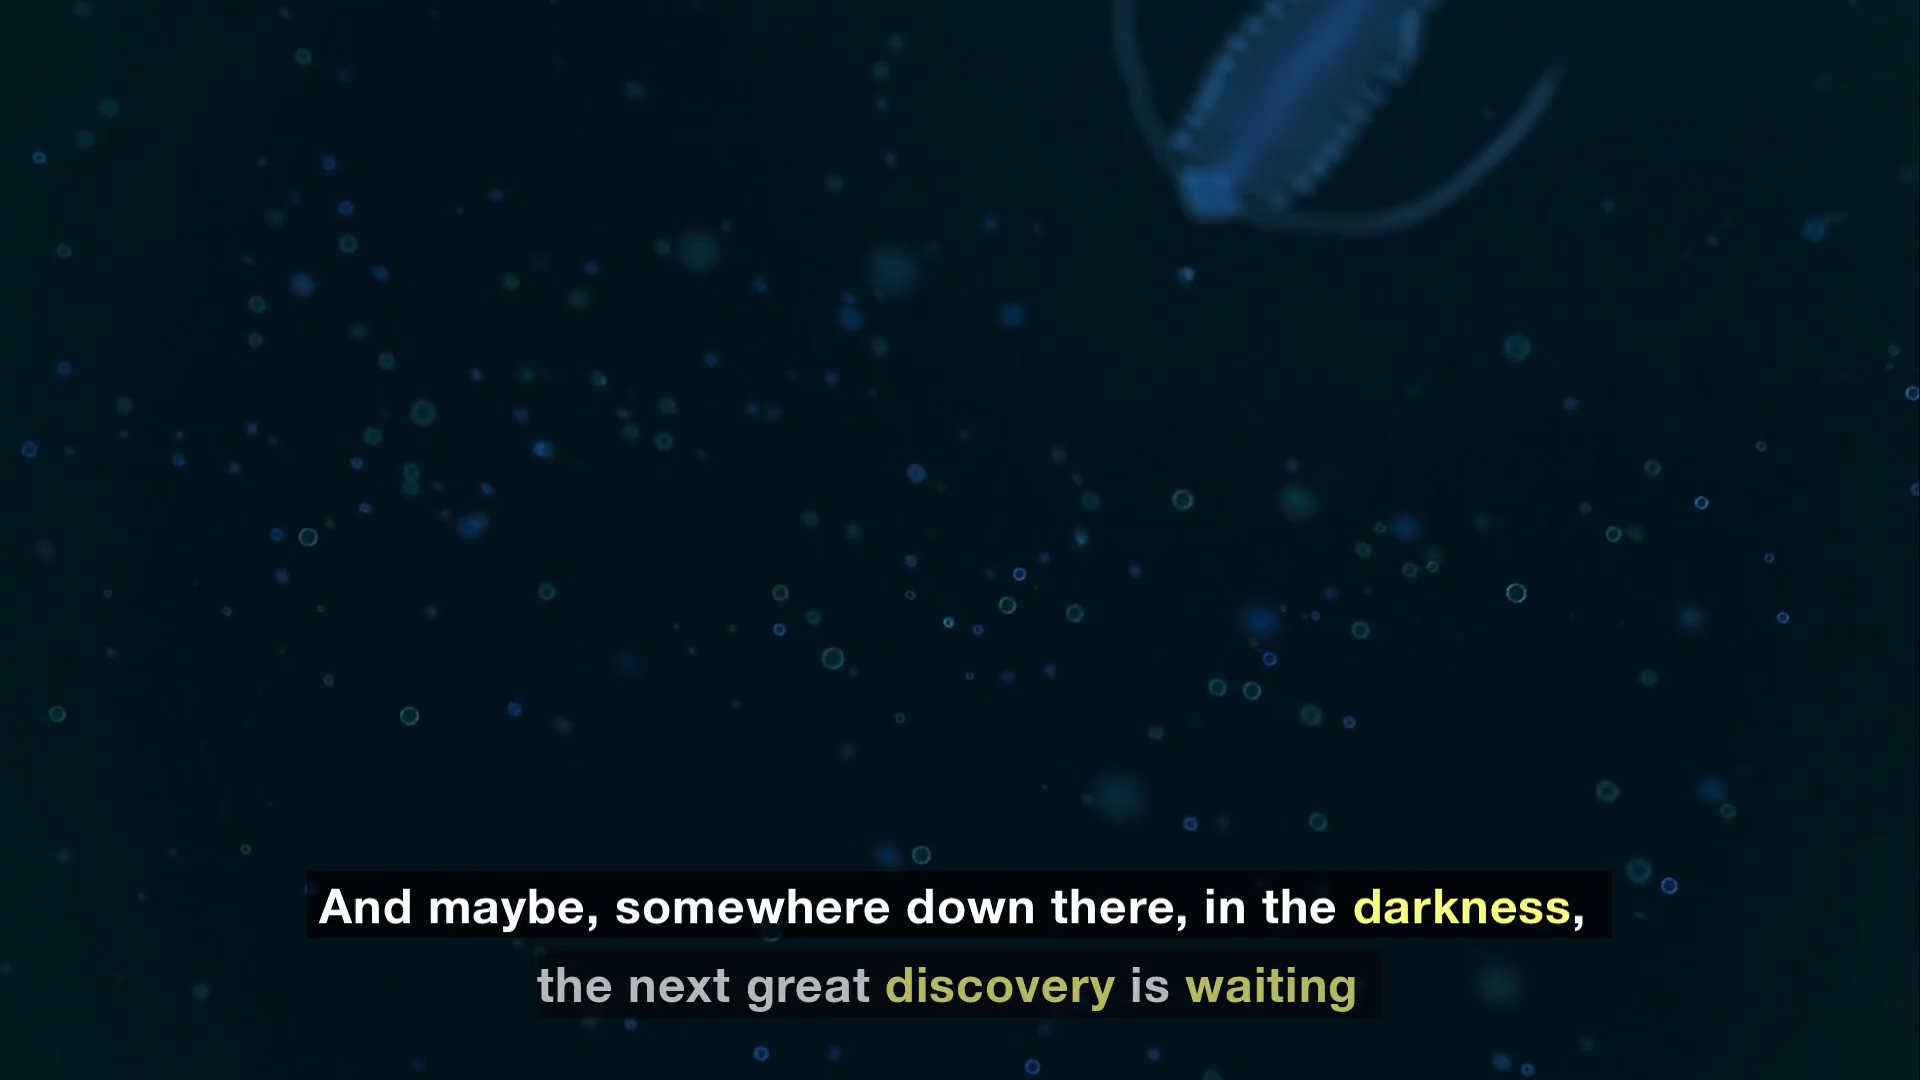 And maybe, somewhere down there, in the darkness,
the next great discovery is waiting